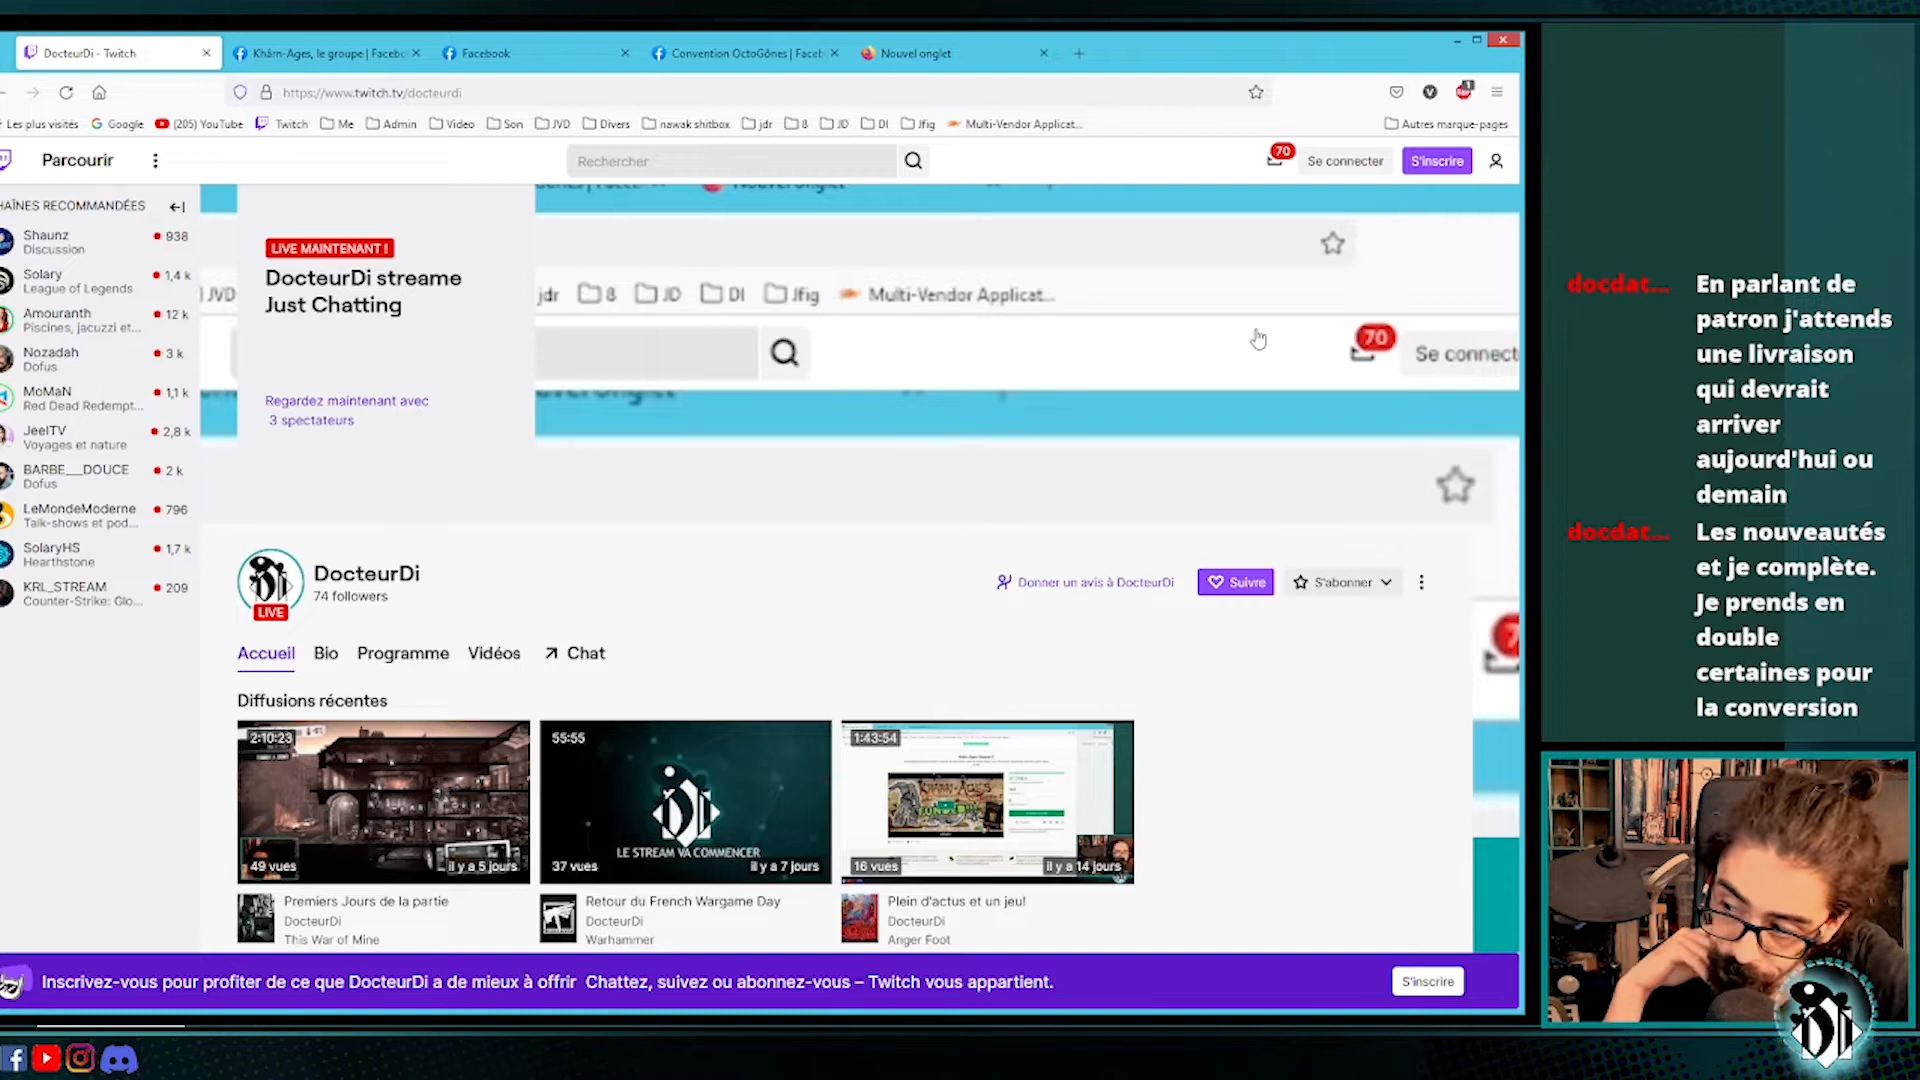 DocteurDi - Twitch
Khârn-Ages, le groupe | Facebo
Facebook
Convention OctoGônes | Faceb
Nouvel onglet
https://www.twitch.tv/docteurdi
Les plus visités
Google
(205) YouTube
Twitch
Me
Admin
Video
Son
JVD
Divers
nawak shitbox
jdr
8
JD
DI
Jfig
Multi-Vendor Applicat...
Autres marque-pages
Parcourir
Rechercher
70
Se connecter
S'inscrire
HAÎNES RECOMMANDÉES
Shaunz
938
Discussion
Solary
1,4 k
League of Legends
Amouranth
12 k
Piscines, jacuzzi et...
Nozadah
3 k
Dofus
MoMaN
1,1 k
Red Dead Redempt...
JeelTV
2,8 k
Voyages et nature
BARBE___DOUCE
2 k
Dofus
LeMondeModerne
796
Talk-shows et pod...
SolaryHS
1,7 k
Hearthstone
KRL_STREAM
209
Counter-Strike: Glo...
LIVE MAINTENANT !
DocteurDi streame
Just Chatting
Regardez maintenant avec
3 spectateurs
JVD
jdr
8
JD
DI
Jfig
Multi-Vendor Applicat...
70
Se connect
DocteurDi
74 followers
LIVE
Donner un avis à DocteurDi
Suivre
S'abonner
Accueil
Bio
Programme
Vidéos
Chat
Diffusions récentes
2:10:23
49 vues
il y a 5 jours
Premiers Jours de la partie
DocteurDi
This War of Mine
55:55
LE STREAM VA COMMENCER
37 vues
il y a 7 jours
Retour du French Wargame Day
DocteurDi
Warhammer
1:43:54
16 vues
il y a 14 jours
Plein d'actus et un jeu!
DocteurDi
Anger Foot
Inscrivez-vous pour profiter de ce que DocteurDi a de mieux à offrir Chattez, suivez ou abonnez-vous – Twitch vous appartient.
S'inscrire
docdat...
En parlant de
patron j'attends
une livraison
qui devrait
arriver
aujourd'hui ou
demain
docdat...
Les nouveautés
et je complète.
Je prends en
double
certaines pour
la conversion